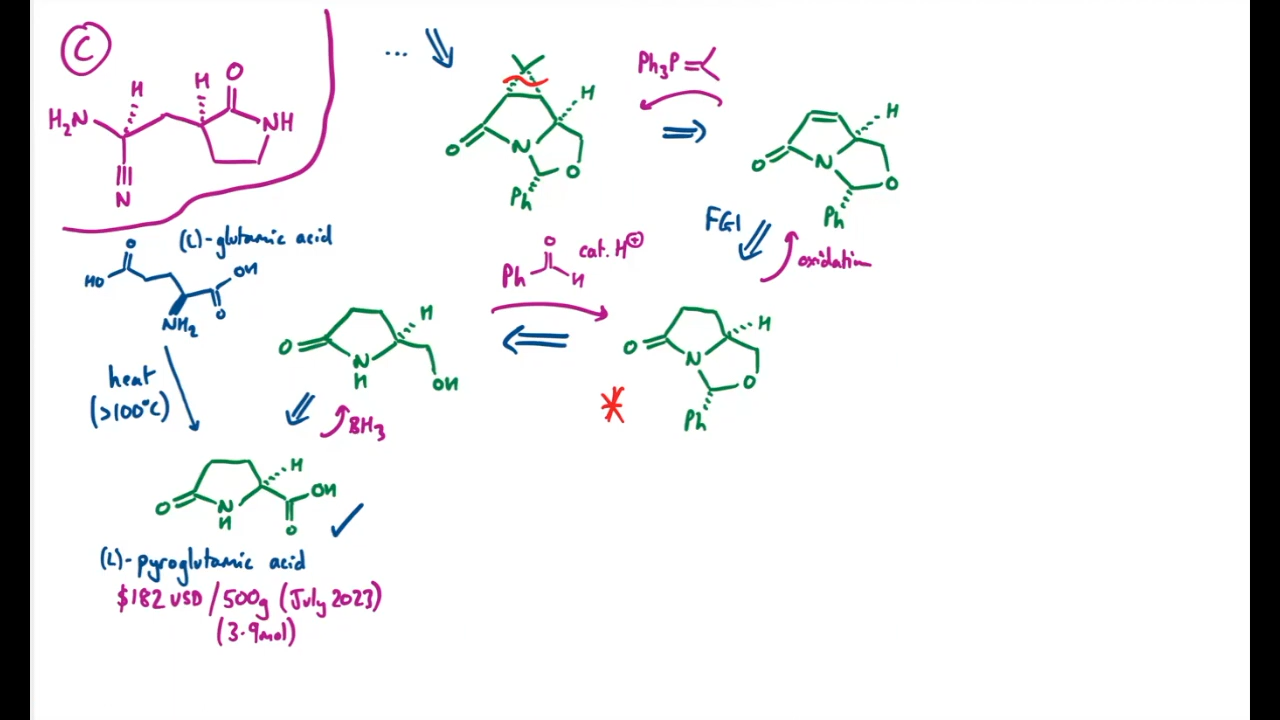 C
H
H
O
H₂N
NH
N
...
H
O
N
O
Ph
Ph₃P
H
O
N
O
Ph
FGI
oxidation
(L)-glutamic acid
O
HO
OH
O
NH₂
heat
(>100°C)
O
Ph
H
cat. H⊕
H
O
N
H
OH
BH₃
H
O
N
O
Ph
*
H
O
N
H
OH
O
(L)-pyroglutamic acid
$182 USD / 500g (July 2023)
(3.9mol)